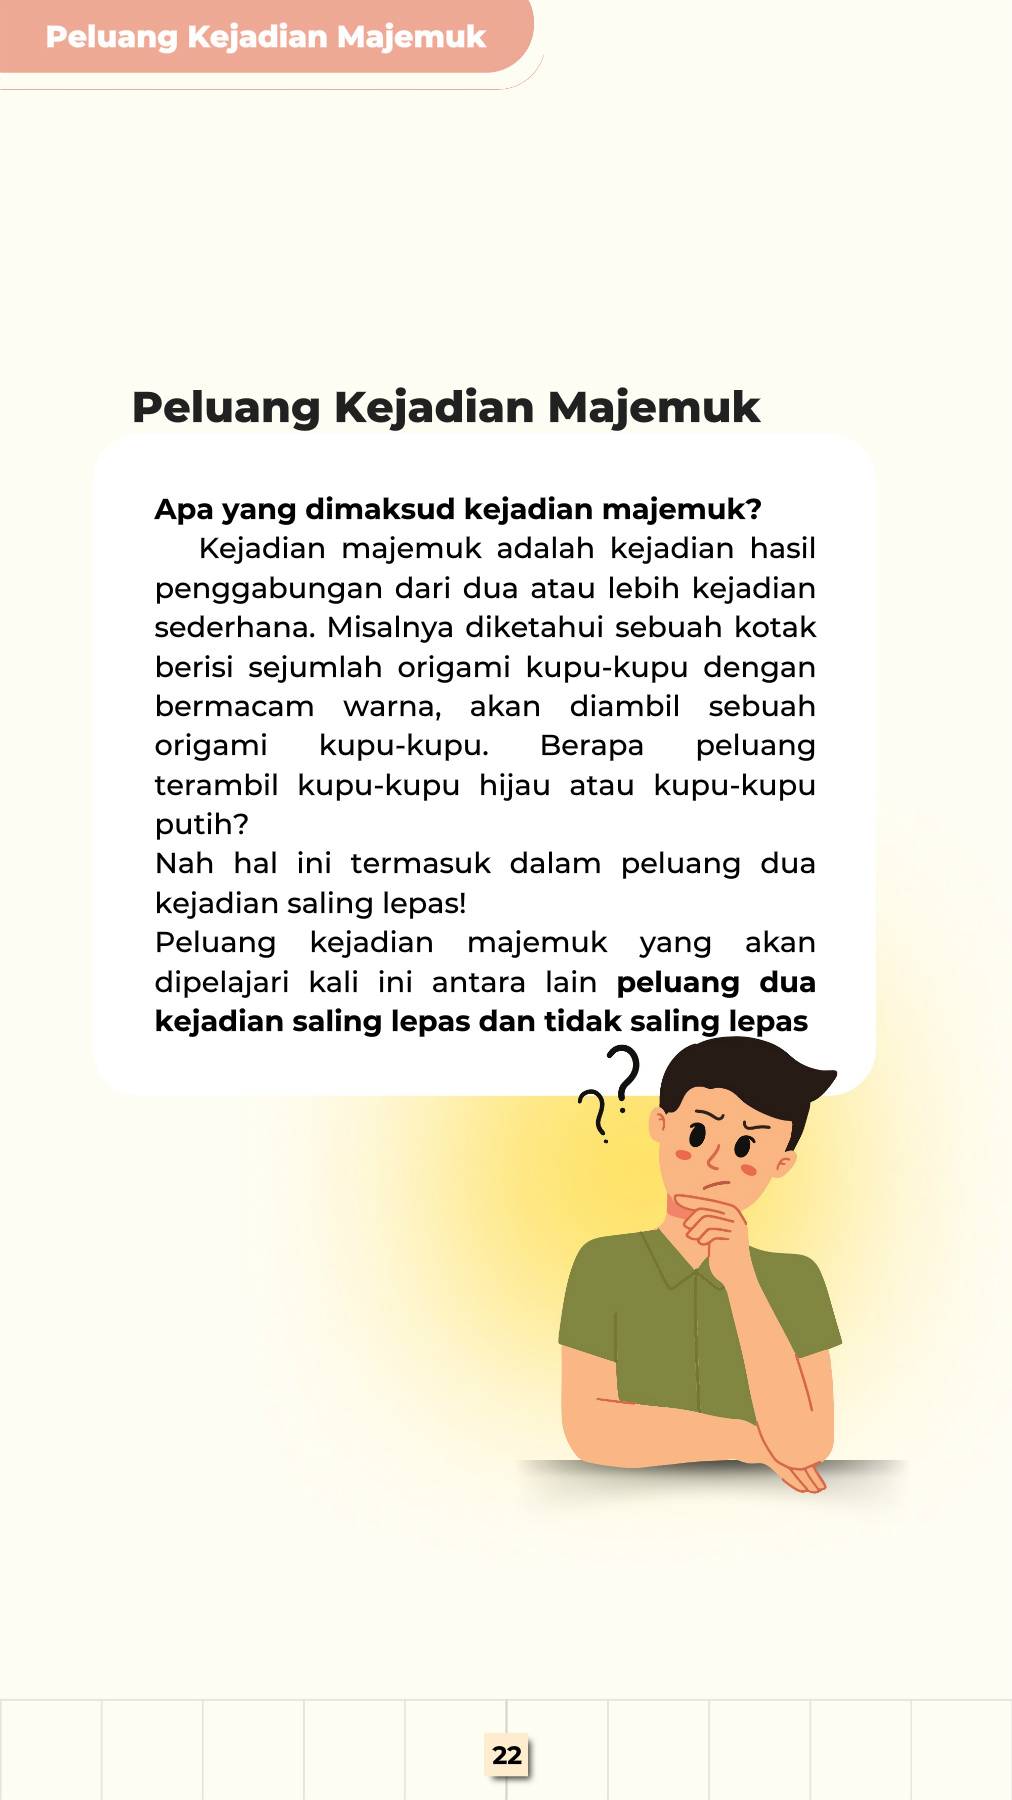 Peluang Kejadian Majemuk
Peluang Kejadian Majemuk
Apa yang dimaksud kejadian majemuk?
Kejadian majemuk adalah kejadian hasil
penggabungan dari dua atau lebih kejadian
sederhana. Misalnya diketahui sebuah kotak
berisi sejumlah origami kupu-kupu dengan
bermacam warna, akan diambil sebuah
origami kupu-kupu. Berapa peluang
terambil kupu-kupu hijau atau kupu-kupu
putih?
Nah hal ini termasuk dalam peluang dua
kejadian saling lepas!
Peluang kejadian majemuk yang akan
dipelajari kali ini antara lain peluang dua
kejadian saling lepas dan tidak saling lepas
? ?
22